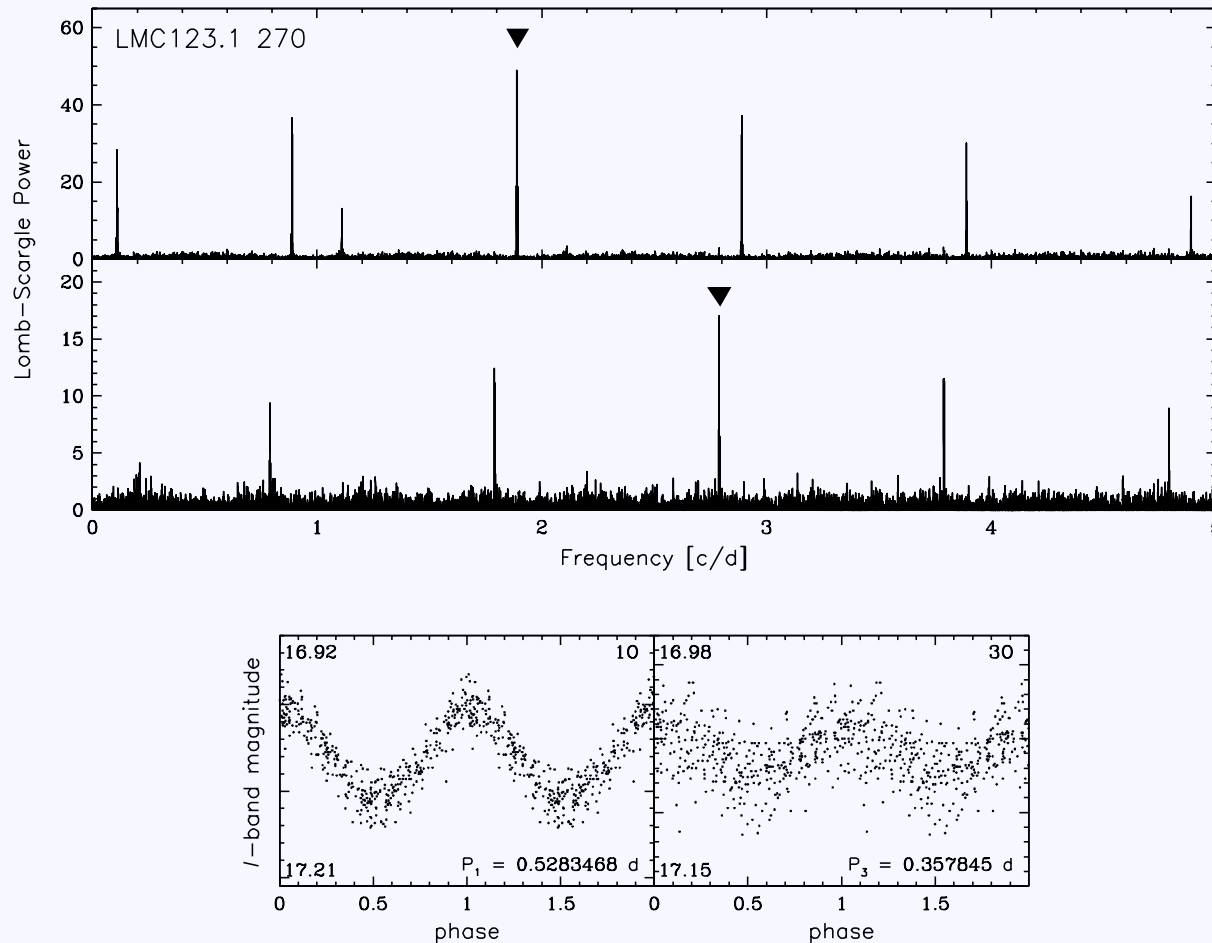 LMC123.1 270
60
40
20
0
20
15
10
5
0
0 1 2 3 4
Lomb-Scargle Power
Frequency [c/d]
16.92 10
17.21 P1 = 0.5283468 d
16.98 30
17.15 P3 = 0.357845 d
0 0.5 1 1.5 0 0.5 1 1.5
I-band magnitude
phase phase